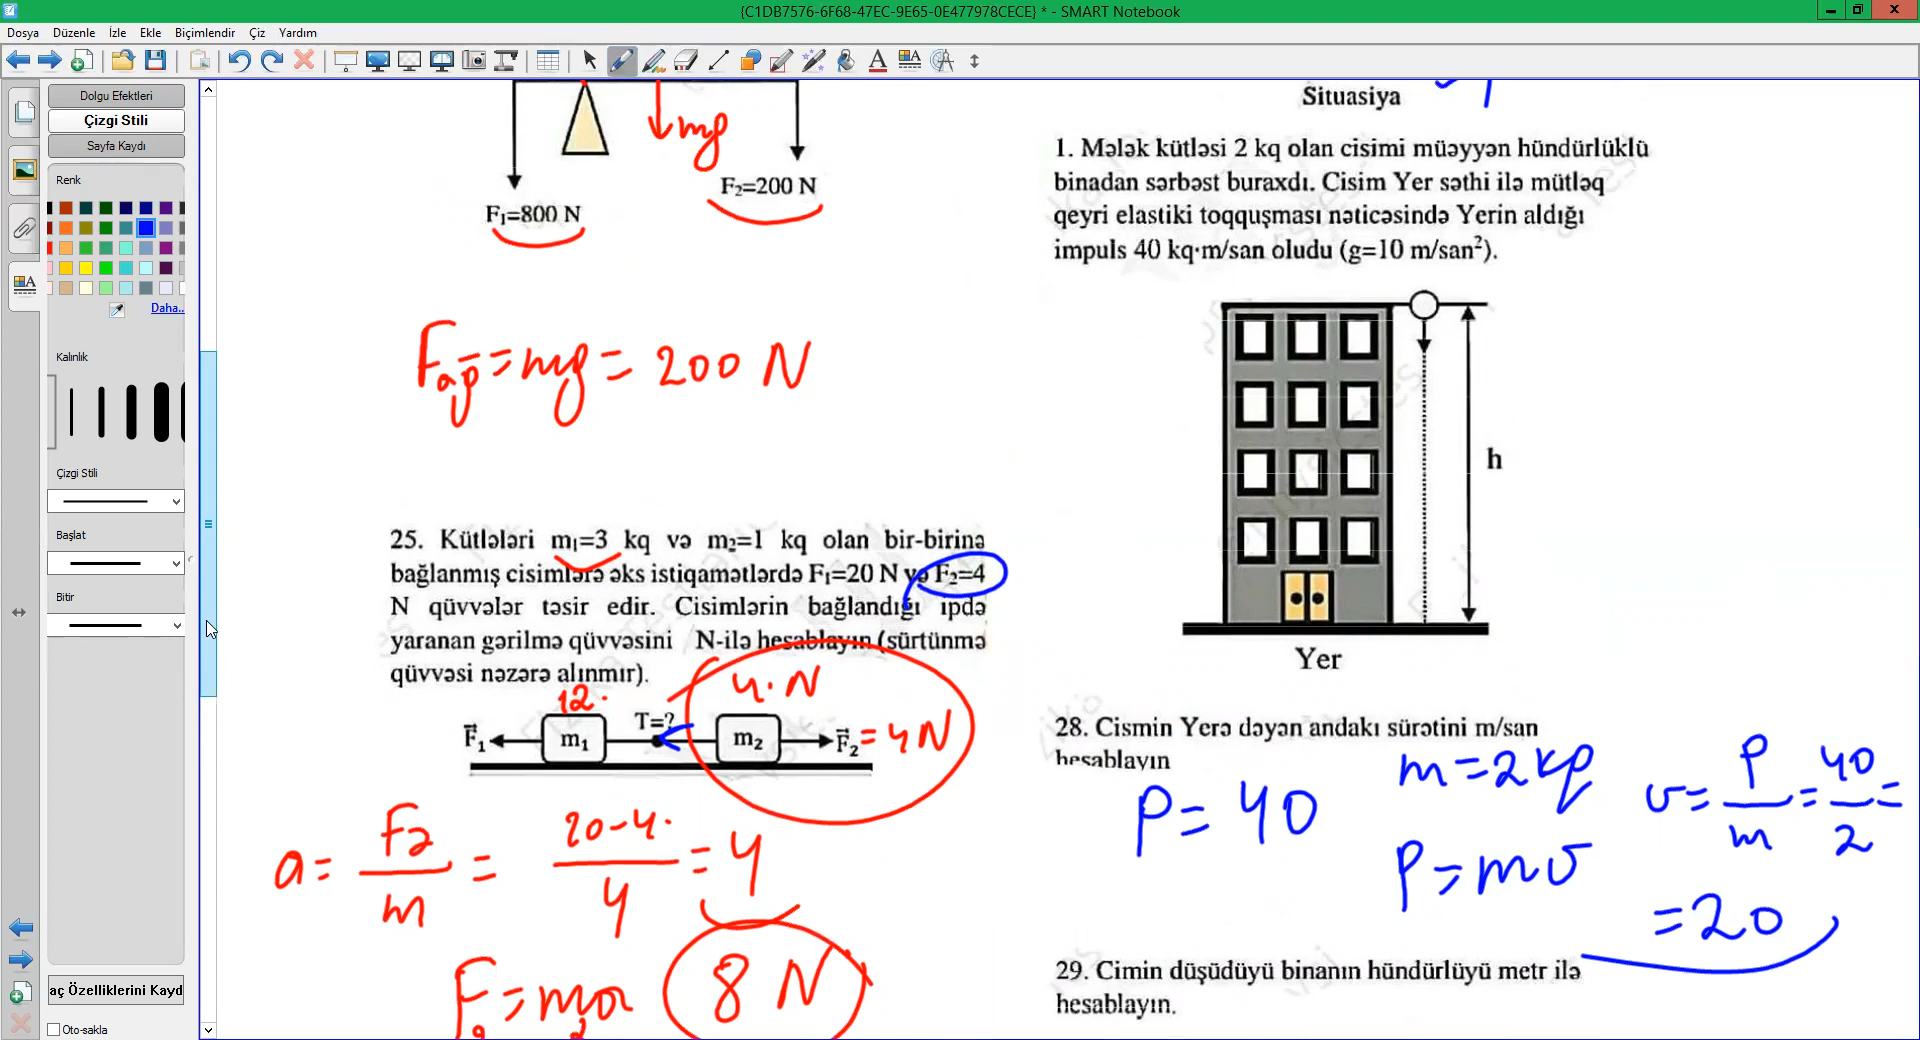 {C1DB7576-6F68-47EC-9E65-0E477978CECE} * - SMART Notebook
Dosya Düzenle İzle Ekle Biçimlendir Çiz Yardım
Dolgu Efektleri
Çizgi Stili
Sayfa Kaydı
Renk
Daha..
Kalınlık
Çizgi Stili
Başlat
Bitir
aç Özelliklerini Kayd
Oto-sakla
mg
F₁=800 N
F₂=200 N
= mg = 200 N
25. Kütlələri m₁=3 kq və m₂=1 kq olan bir-birinə
bağlanmış cisimlərə əks istiqamətlərdə F₁=20 N və F₂=4
N qüvvələr təsir edir. Cisimlərin bağlandığı ipdə
yaranan gərilmə qüvvəsini N-ilə hesablayın (sürtünmə
qüvvəsi nəzərə alınmır).
12.
4. N
F₁ m₁ T=? m₂ F₂ = 4N
a = Fə/m = 20-4./4 = 4
= ma 8 N
Situasiya
1. Mələk kütləsi 2 kq olan cisimi müəyyən hündürlüklü
binadan sərbəst buraxdı. Cisim Yer səthi ilə mütləq
qeyri elastiki toqquşması nəticəsində Yerin aldığı
impuls 40 kq·m/san oludu (g=10 m/san²).
h
Yer
28. Cismin Yerə dəyən andakı sürətini m/san
hesablayın
P = 40
m = 2 kq
P = mʋ
ʋ = P/m = 40/2 =
= 20
29. Cimin düşüdüyü binanın hündürlüyü metr ilə
hesablayın.